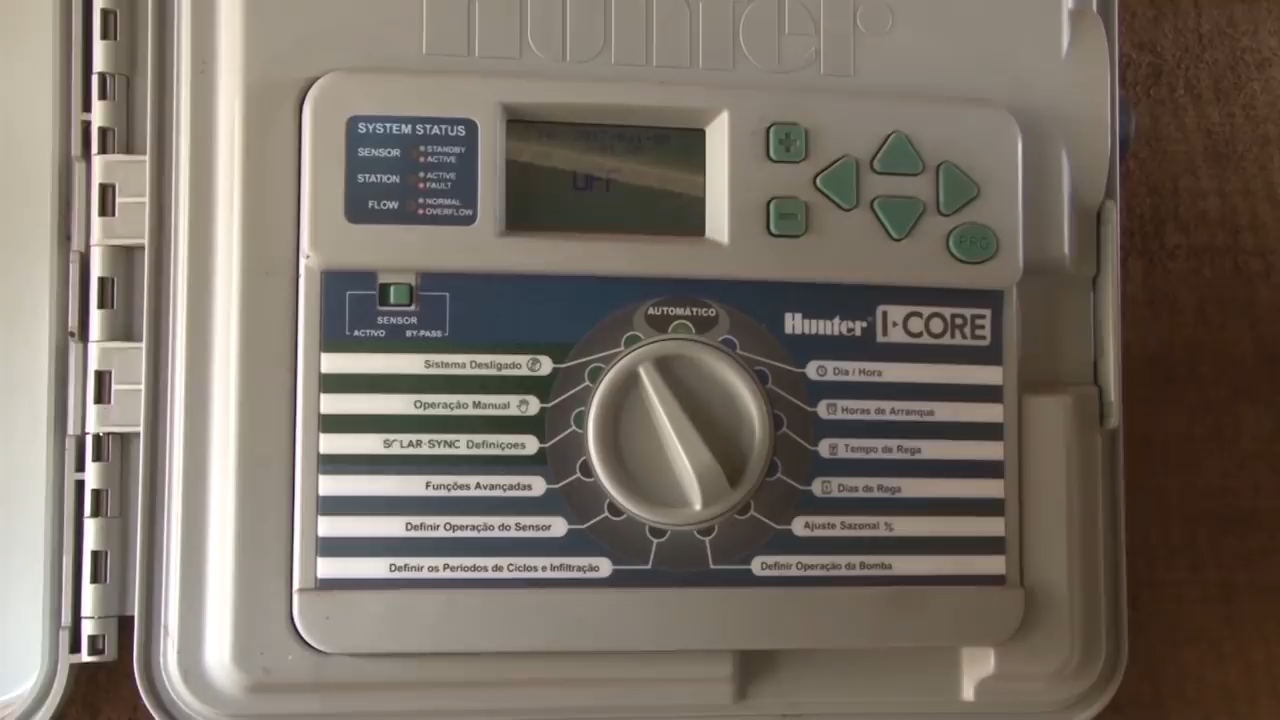 Hunter
SYSTEM STATUS
SENSOR
STANDBY
ACTIVE
STATION
ACTIVE
FAULT
FLOW
NORMAL
OVERFLOW
OFF
+
-
PRG
SENSOR
ACTIVO BY-PASS
AUTOMÁTICO
Hunter I-CORE
Sistema Desligado
Operação Manual
SOLAR-SYNC Definiçoes
Funções Avançadas
Definir Operação do Sensor
Definir os Períodos de Ciclos e Infiltração
Dia / Hora
Horas de Arranque
Tempo de Rega
Dias de Rega
Ajuste Sazonal %
Definir Operação da Bomba